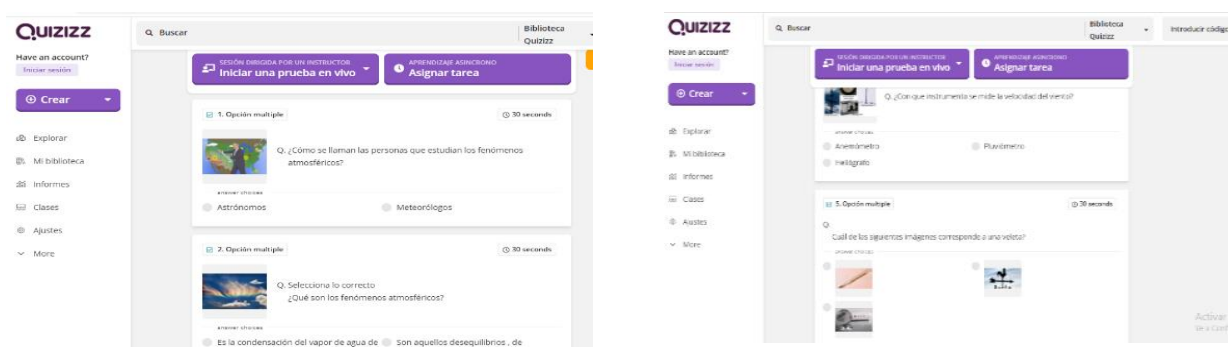 QUIZIZZ
Buscar
Biblioteca
Quizizz
Have an account?
Iniciar sesión
SESIÓN DIRIGIDA POR UN INSTRUCTOR
Iniciar una prueba en vivo
APRENDIZAJE ASÍNCRONO
Asignar tarea
Crear
1. Opción multiple
30 seconds
Q. ¿Cómo se llaman las personas que estudian los fenómenos
atmosféricos?
answer choices
Astrónomos
Meteorólogos
Explorar
Mi biblioteca
Informes
Clases
Ajustes
More
2. Opción multiple
30 seconds
Q. Selecciona lo correcto
¿Qué son los fenómenos atmosféricos?
answer choices
Es la condensación del vapor de agua de
Son aquellos desequilibrios , de
QUIZIZZ
Buscar
Biblioteca
Quizizz
Introducir código
Have an account?
Iniciar sesión
SESIÓN DIRIGIDA POR UN INSTRUCTOR
Iniciar una prueba en vivo
APRENDIZAJE ASÍNCRONO
Asignar tarea
Crear
Q. ¿Con que instrumento se mide la velocidad del viento?
answer choices
Anemómetro
Pluviómetro
Heliógrafo
Explorar
Mi biblioteca
Informes
Clases
Ajustes
More
5. Opción multiple
30 seconds
Q.
Cuál de las siguientes imágenes corresponde a una veleta?
answer choices
Activar